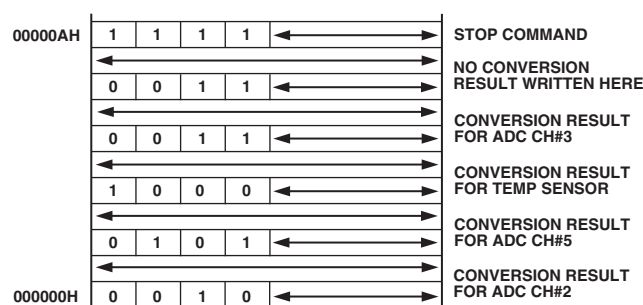 00000AH 1 1 1 1 STOP COMMAND
NO CONVERSION
0 0 1 1 RESULT WRITTEN HERE
CONVERSION RESULT
0 0 1 1 FOR ADC CH#3
CONVERSION RESULT
1 0 0 0 FOR TEMP SENSOR
CONVERSION RESULT
0 1 0 1 FOR ADC CH#5
CONVERSION RESULT
000000H 0 0 1 0 FOR ADC CH#2